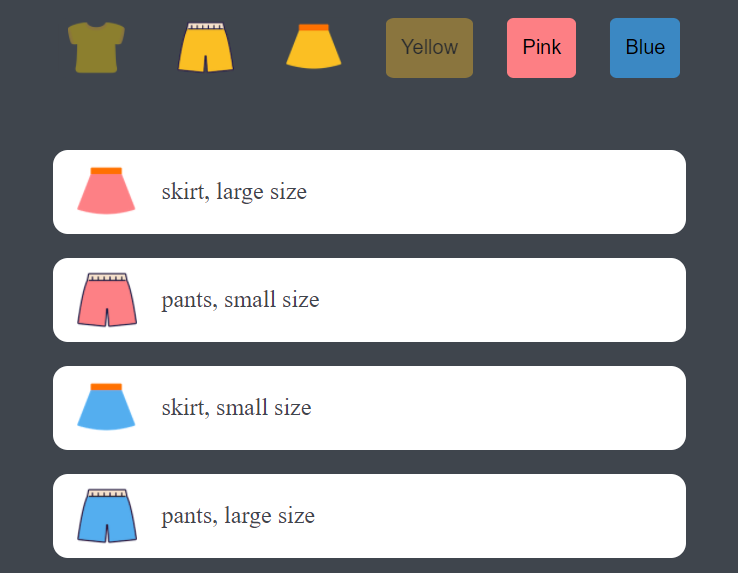 Yellow Pink Blue
skirt, large size
pants, small size
skirt, small size
pants, large size